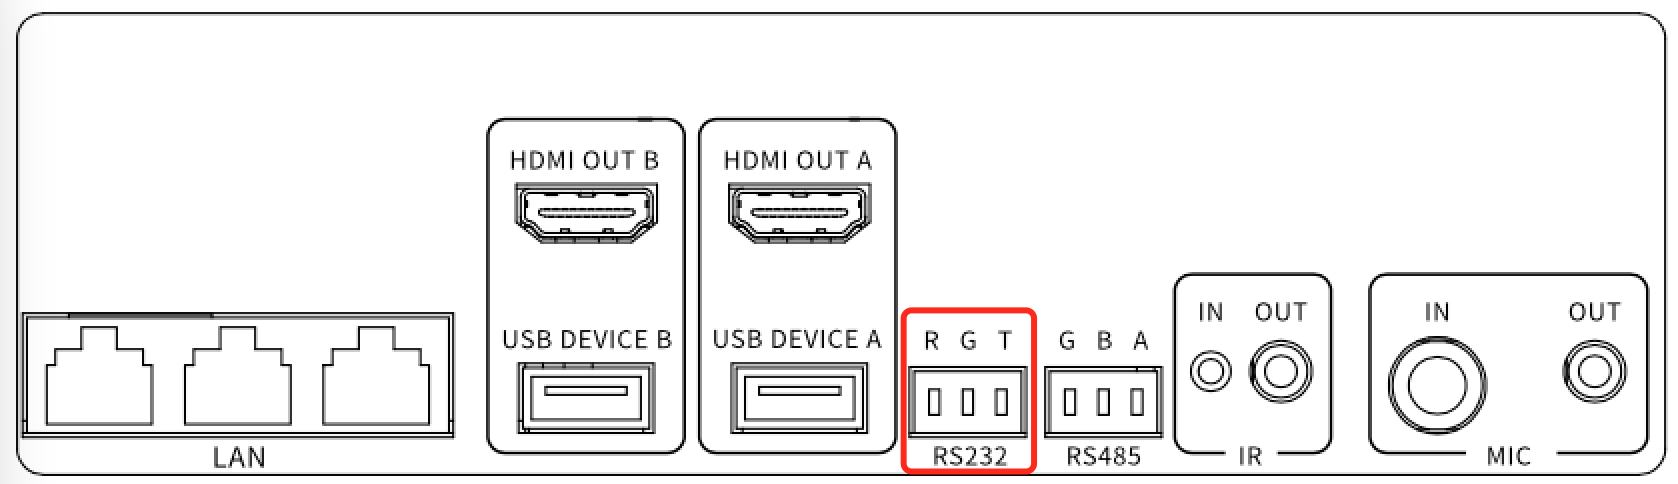 HDMI OUT B
HDMI OUT A
IN OUT
IN OUT
USB DEVICE B
USB DEVICE A
R G T
G B A
LAN
RS232
RS485
IR
MIC